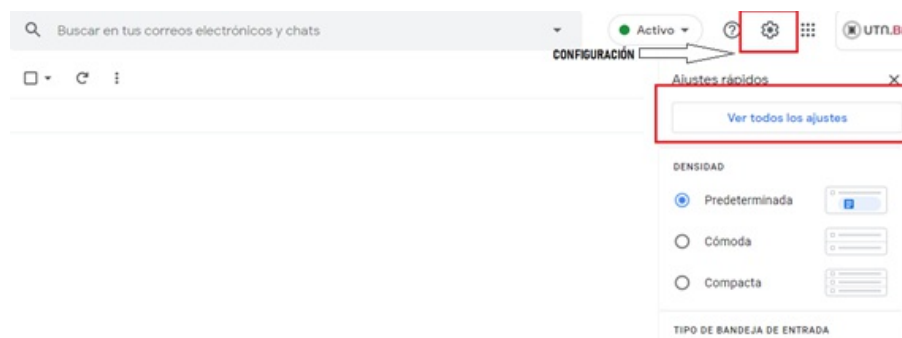 Buscar en tus correos electrónicos y chats
Activo
UTN.B
CONFIGURACIÓN
Ajustes rápidos
Ver todos los ajustes
DENSIDAD
Predeterminada
Cómoda
Compacta
TIPO DE BANDEJA DE ENTRADA